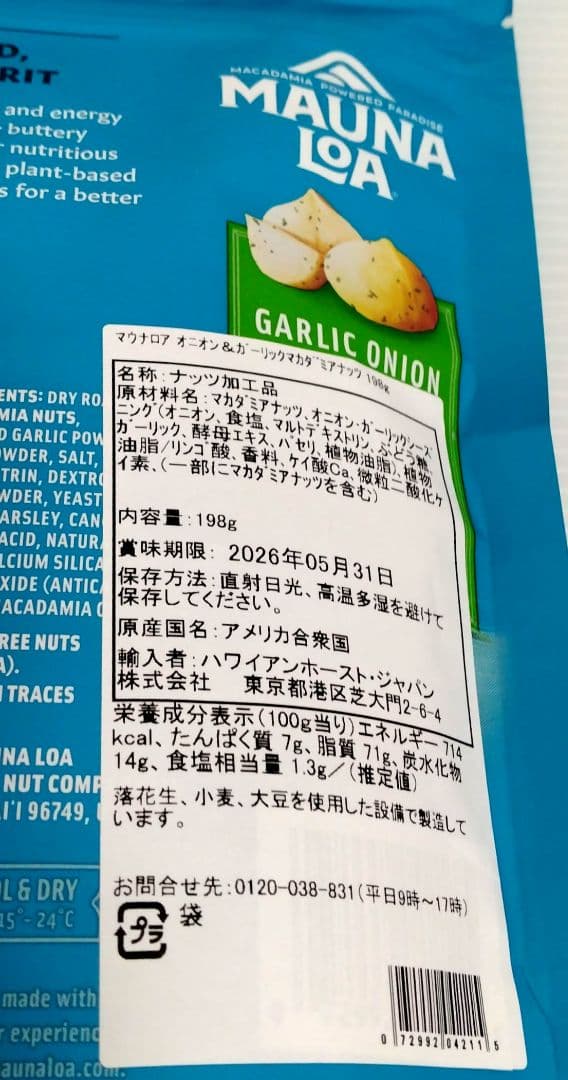 D,
RIT
and energy
buttery
nutritious
plant-based
s for a better
MACADAMIA POWERED PARADISE
MAUNA
LOA
GARLIC ONION
マウナロア オニオン&ガーリックマカダミアナッツ 198g
名称:ナッツ加工品
原材料名:マカダミアナッツ、オニオン・ガーリックシーズ
ニング(オニオン、食塩、マルトデキストリン、ぶどう糖、
ガーリック、酵母エキス、パセリ、植物油脂)、植物
油脂/リンゴ酸、香料、ケイ酸Ca、微粒二酸化ケ
イ素、(一部にマカダミアナッツを含む)
内容量:198g
賞味期限: 2026年05月31日
保存方法:直射日光、高温多湿を避けて
保存してください。
原産国名:アメリカ合衆国
輸入者:ハワイアンホースト・ジャパン
株式会社 東京都港区芝大門2-6-4
栄養成分表示(100g当り)エネルギー 714
kcal、たんぱく質 7g、脂質 71g、炭水化物
14g、食塩相当量 1.3g/(推定値)
落花生、小麦、大豆を使用した設備で製造して
います。
お問合せ先:0120-038-831(平日9時~17時)
プラ 袋
0 72992 04211 5
ENTS: DRY RO
MIA NUTS,
D GARLIC POW
WDER, SALT,
TRIN, DEXTRO
WDER, YEAST
ARSLEY, CAN
ACID, NATURA
LCIUM SILICA
XIDE (ANTICA
ACADAMIA
REE NUTS
A).
TRACES
NA LOA
NUT COMP
I'I 96749,
L & DRY
15°-24°C
made with
r experienc
aunaloa.com.